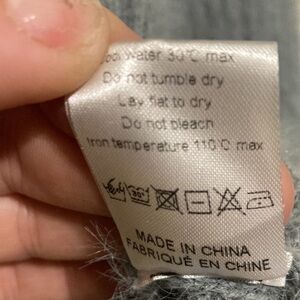 water 30°C max
Do not tumble dry
Lay flat to dry
Do not bleach
Iron temperature 110°C max
30°
MADE IN CHINA
FABRIQUÉ EN CHINE